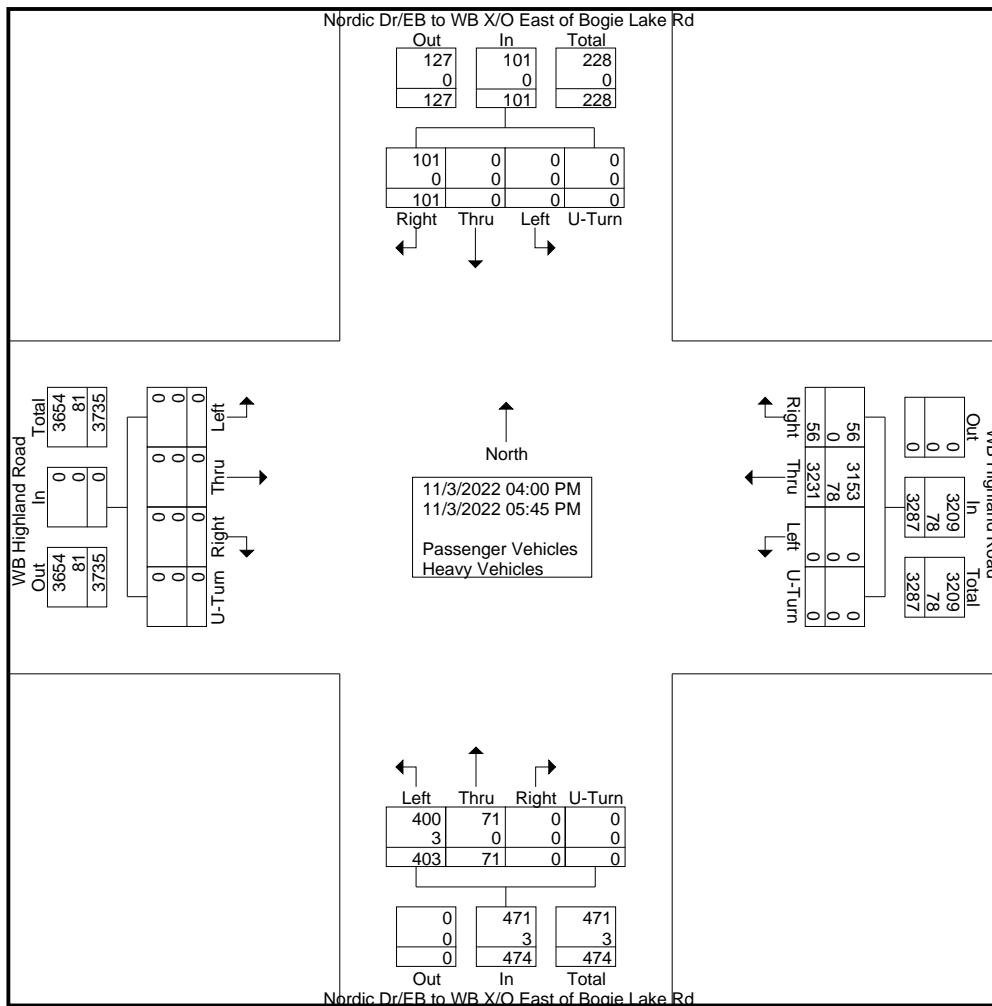 Nordic Dr/EB to WB X/O East of Bogie Lake Rd
Out In Total
127 101 228
0 0 0
127 101 228
101 0 0 0
0 0 0 0
101 0 0 0
Right Thru Left U-Turn
WB Highland Road
Total In Out
3654 0 3654
81 0 81
3735 0 3735
Left Thru Right U-Turn
0 0 0 0
0 0 0 0
0 0 0 0
North
11/3/2022 04:00 PM
11/3/2022 05:45 PM
Passenger Vehicles
Heavy Vehicles
WB Highland Road
Out In Total
0 3209 3209
0 78 78
0 3287 3287
56 3153 0 0
0 78 0 0
56 3231 0 0
Right Thru Left U-Turn
Left Thru Right U-Turn
400 71 0 0
3 0 0 0
403 71 0 0
0 471 471
0 3 3
0 474 474
Out In Total
Nordic Dr/EB to WB X/O East of Bogie Lake Rd